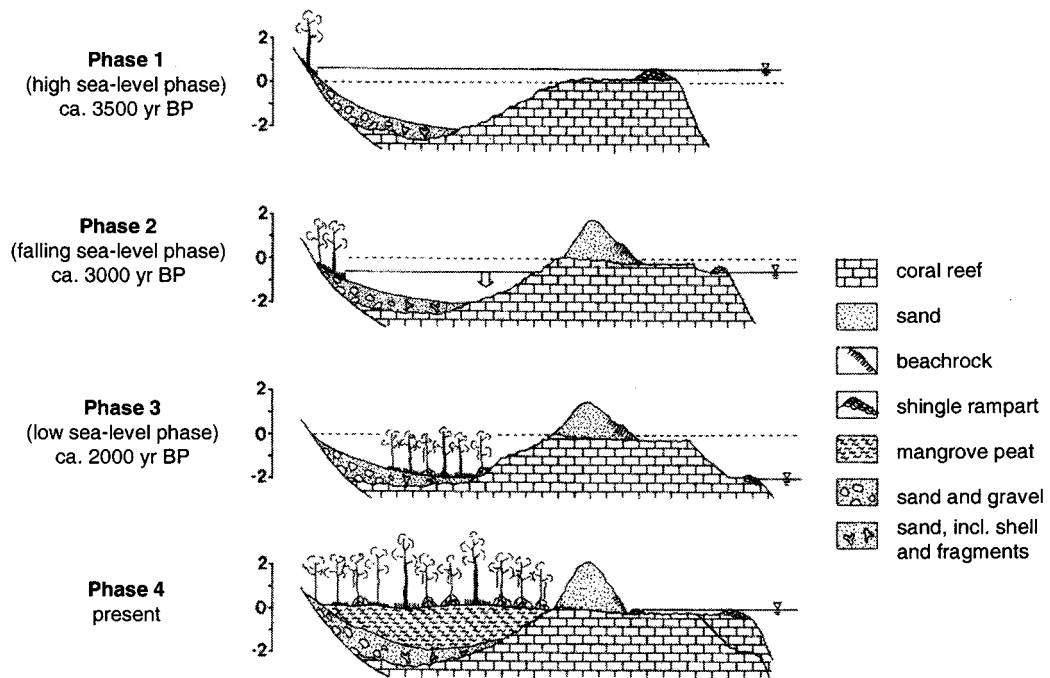 Phase 1
(high sea-level phase)
ca. 3500 yr BP
2
0
-2
Phase 2
(falling sea-level phase)
ca. 3000 yr BP
2
0
-2
Phase 3
(low sea-level phase)
ca. 2000 yr BP
2
0
-2
Phase 4
present
2
0
-2
coral reef
sand
beachrock
shingle rampart
mangrove peat
sand and gravel
sand, incl. shell
and fragments